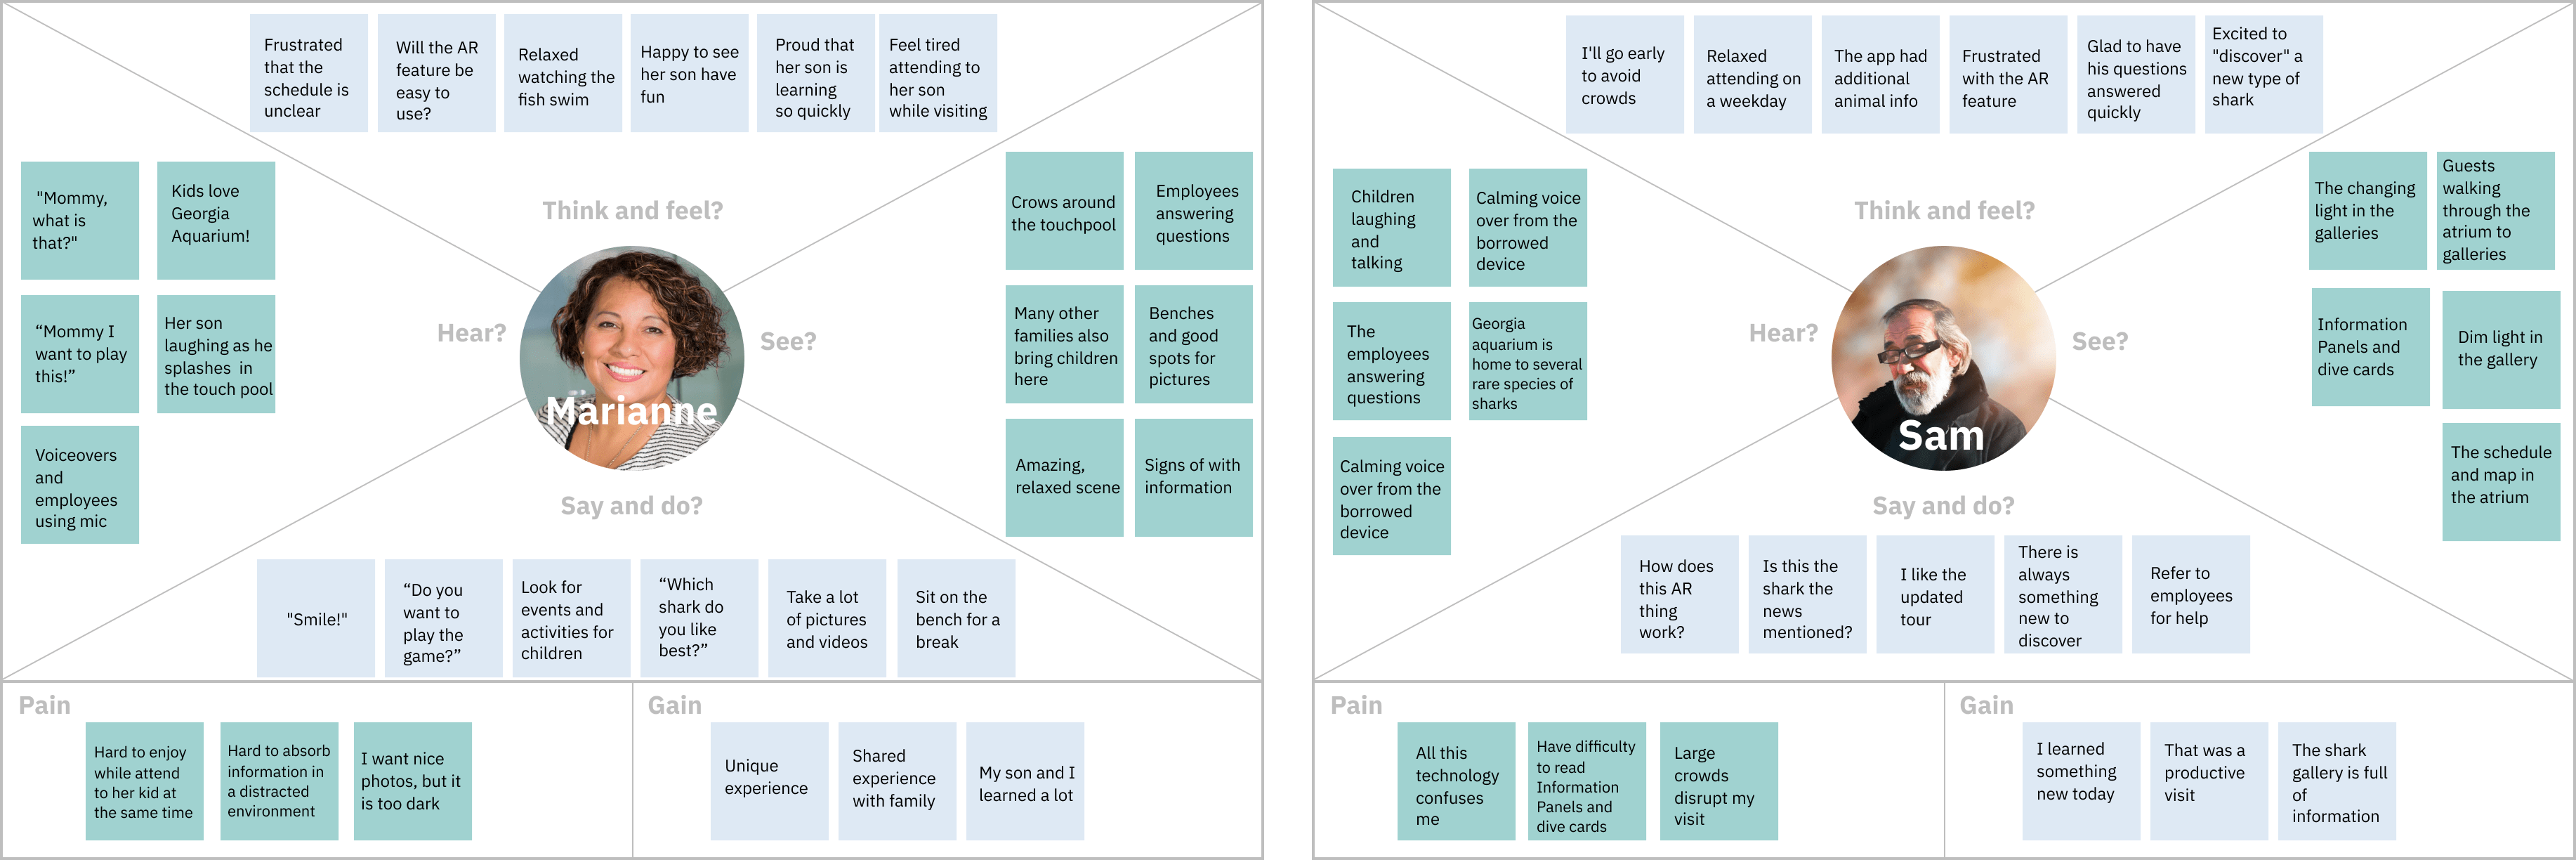 Frustrated
that the
schedule is
unclear
Will the AR
feature be
easy to
use?
Relaxed
watching the
fish swim
Happy to see
her son have
fun
Proud that
her son is
learning
so quickly
Feel tired
attending to
her son
while visiting
"Mommy,
what is
that?"
Kids love
Georgia
Aquarium!
“Mommy I
want to play
this!”
Her son
laughing as he
splashes in
the touch pool
Voiceovers
and
employees
using mic
Think and feel?
Hear?
See?
Marianne
Say and do?
Crows around
the touchpool
Employees
answering
questions
Many other
families also
bring children
here
Benches
and good
spots for
pictures
Amazing,
relaxed scene
Signs of with
information
"Smile!"
“Do you
want to
play the
game?”
Look for
events and
activities for
children
“Which
shark do
you like
best?”
Take a lot
of pictures
and videos
Sit on the
bench for a
break
Pain
Hard to enjoy
while attend
to her kid at
the same time
Hard to absorb
information in
a distracted
environment
I want nice
photos, but it
is too dark
Gain
Unique
experience
Shared
experience
with family
My son and I
learned a lot
I'll go early
to avoid
crowds
Relaxed
attending on
a weekday
The app had
additional
animal info
Frustrated
with the AR
feature
Glad to have
his questions
answered
quickly
Excited to
"discover" a
new type of
shark
Children
laughing
and
talking
Calming voice
over from the
borrowed
device
The
employees
answering
questions
Georgia
aquarium is
home to several
rare species of
sharks
Calming voice
over from the
borrowed
device
Think and feel?
Hear?
See?
Sam
Say and do?
The changing
light in the
galleries
Guests
walking
through the
atrium to
galleries
Information
Panels and
dive cards
Dim light in
the gallery
The schedule
and map in
the atrium
How does
this AR
thing
work?
Is this the
shark the
news
mentioned?
I like the
updated
tour
There is
always
something
new to
discover
Refer to
employees
for help
Pain
All this
technology
confuses
me
Have difficulty
to read
Information
Panels and
dive cards
Large
crowds
disrupt my
visit
Gain
I learned
something
new today
That was a
productive
visit
The shark
gallery is full
of
information